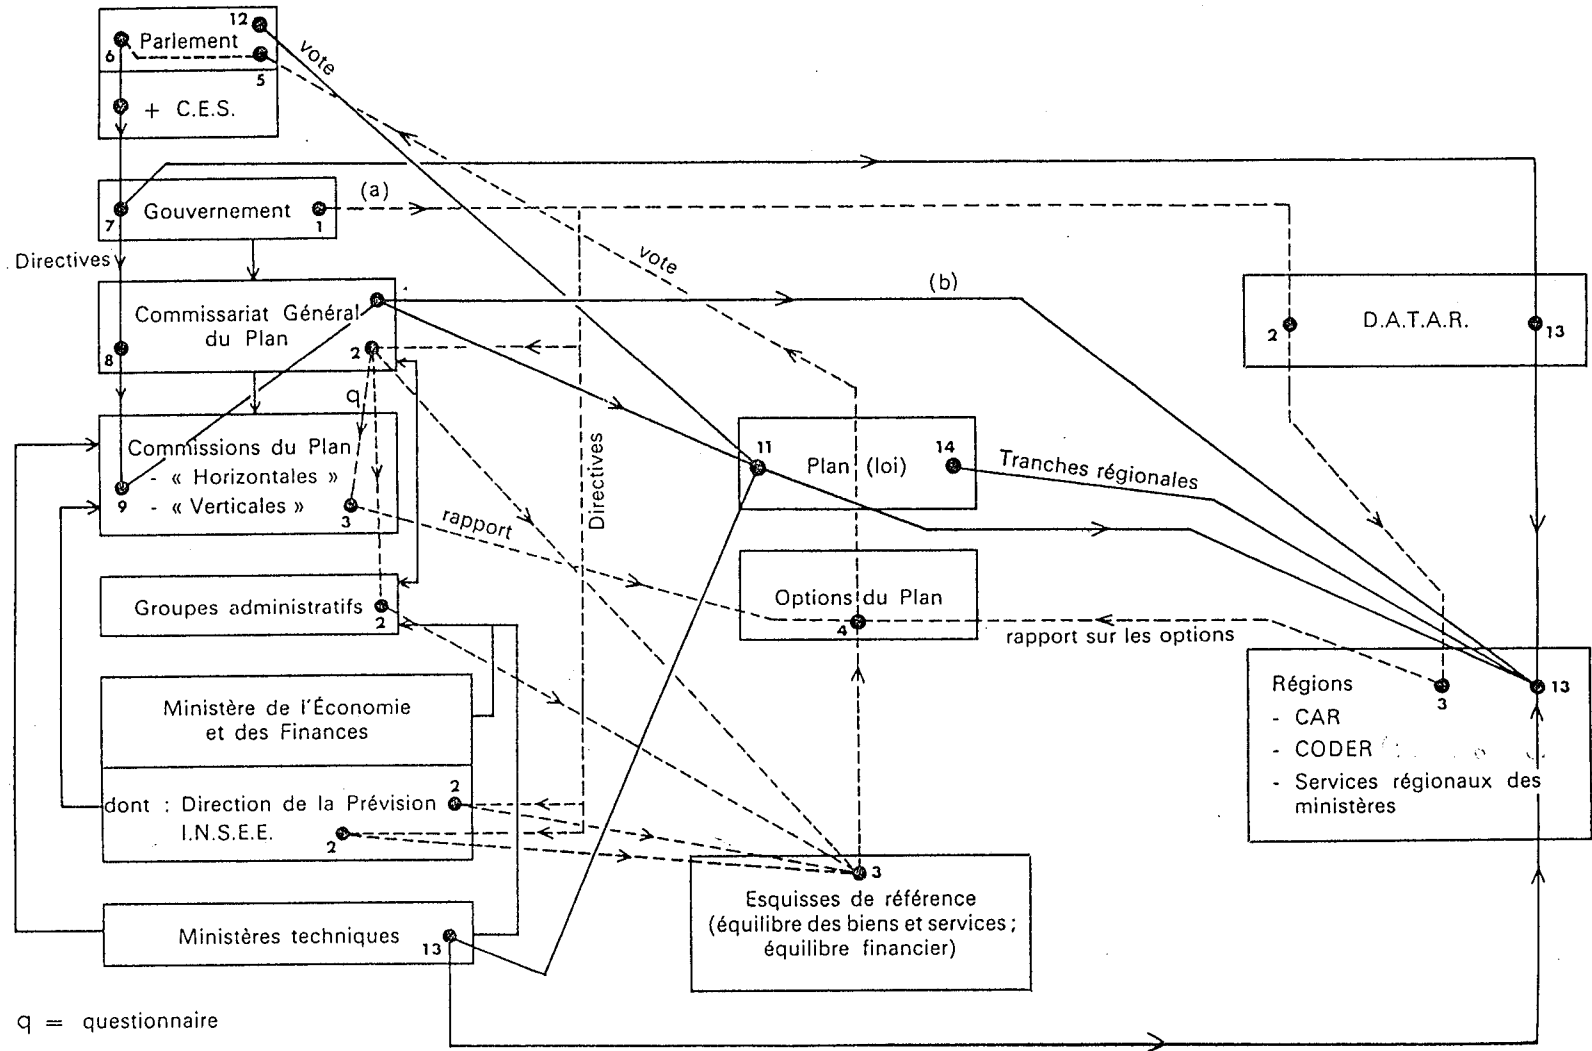 12
Parlement
6
5
vote
+ C.E.S.
(a)
Gouvernement
7
1
Directives
vote
Commissariat Général
du Plan
8
2
(b)
D.A.T.A.R.
2
13
q
Commissions du Plan
- « Horizontales »
- « Verticales »
9
3
Directives
rapport
11
Plan (loi)
14
Tranches régionales
Groupes administratifs
2
Options du Plan
4
rapport sur les options
Régions
- CAR
- CODER
- Services régionaux des
ministères
3
13
Ministère de l'Économie
et des Finances
dont : Direction de la Prévision
I.N.S.E.E.
2
2
3
Esquisses de référence
(équilibre des biens et services ;
équilibre financier)
Ministères techniques
13
q = questionnaire